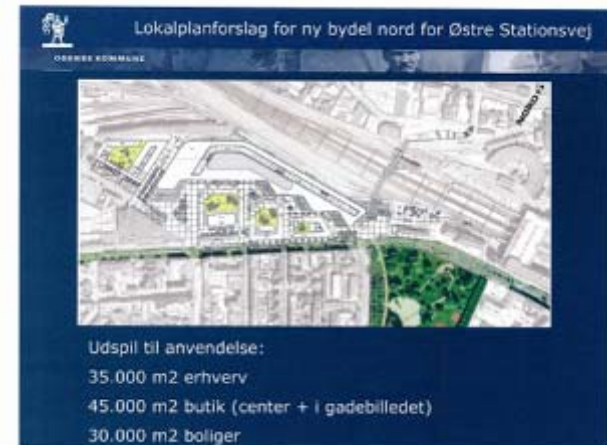 Lokalplanforslag for ny bydel nord for Østre Stationsvej
ODENSE KOMMUNE
Udspil til anvendelse:
35.000 m2 erhverv
45.000 m2 butik (center + i gadebilledet)
30.000 m2 boliger